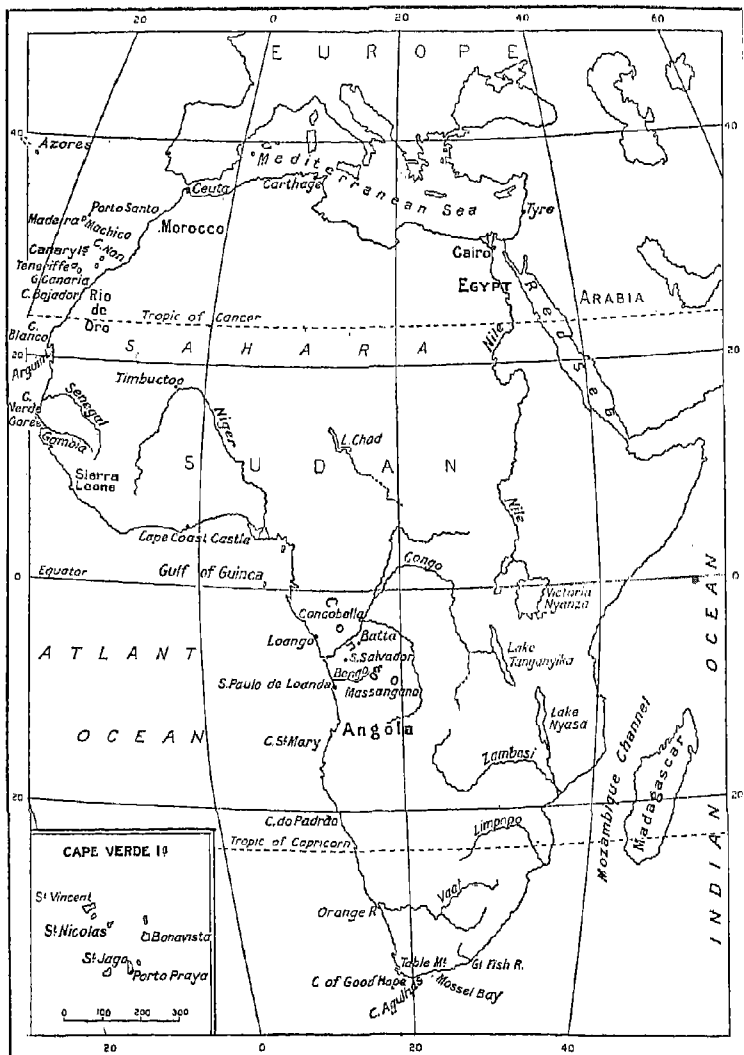 20 0 20 40 60
E U R O P E
40 40
Azores
Mediterranean Sea
Ceuta
Carthage
Tyre
Porto Santo
Madeira
Machico
Morocco
C. Non
Canary Is
Cairo
Teneriffe
G. Canaria
EGYPT
C. Bojador
ARABIA
Red Sea
Rio
de
Oro
Tropic of Cancer
C.
Blanco
Nile
S A H A R A
20 20
Arguin
Timbuctoo
C.
Verde
Goree
Senegal
Niger
Gambia
L. Chad
S U D A N
Sierra
Leone
Nile
Cape Coast Castle
Congo
0 Equator 0
Gulf of Guinea
Victoria
Nyanza
Concobella
Loango
Batta
Lake
Tanganyika
S. Salvador
A T L A N T
Bengo
S. Paulo de Loanda
Massangano
Angola
Lake
Nyasa
O C E A N
C. St Mary
Zambesi
Mozambique Channel
Madagascar
20 20
C. do Padrão
Limpopo
Tropic of Capricorn
CAPE VERDE Is
Vaal
St Vincent
Orange R
St Nicolas
Bonavista
St Jago
Porto Praya
Table Mt
Gt Fish R.
C. of Good Hope
Mossel Bay
C. Agulhas
0 100 200 300
INDIAN OCEAN
20 0 20 40